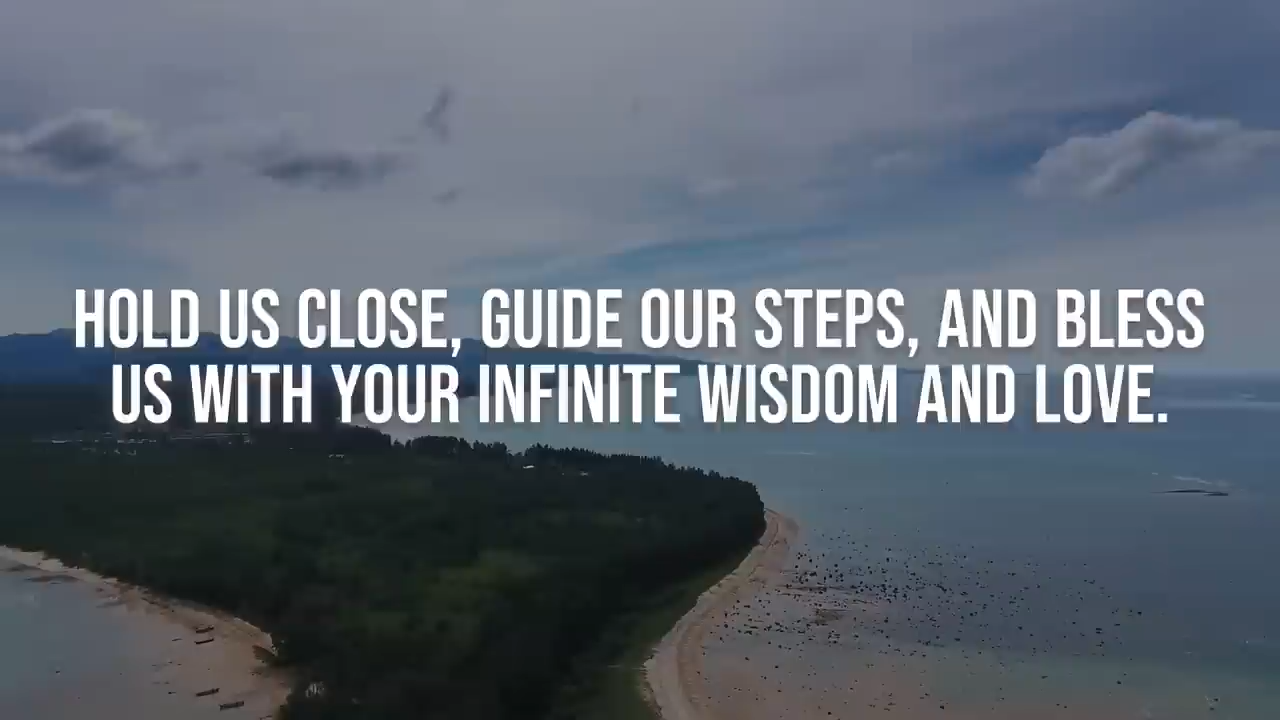 HOLD US CLOSE, GUIDE OUR STEPS, AND BLESS
US WITH YOUR INFINITE WISDOM AND LOVE.